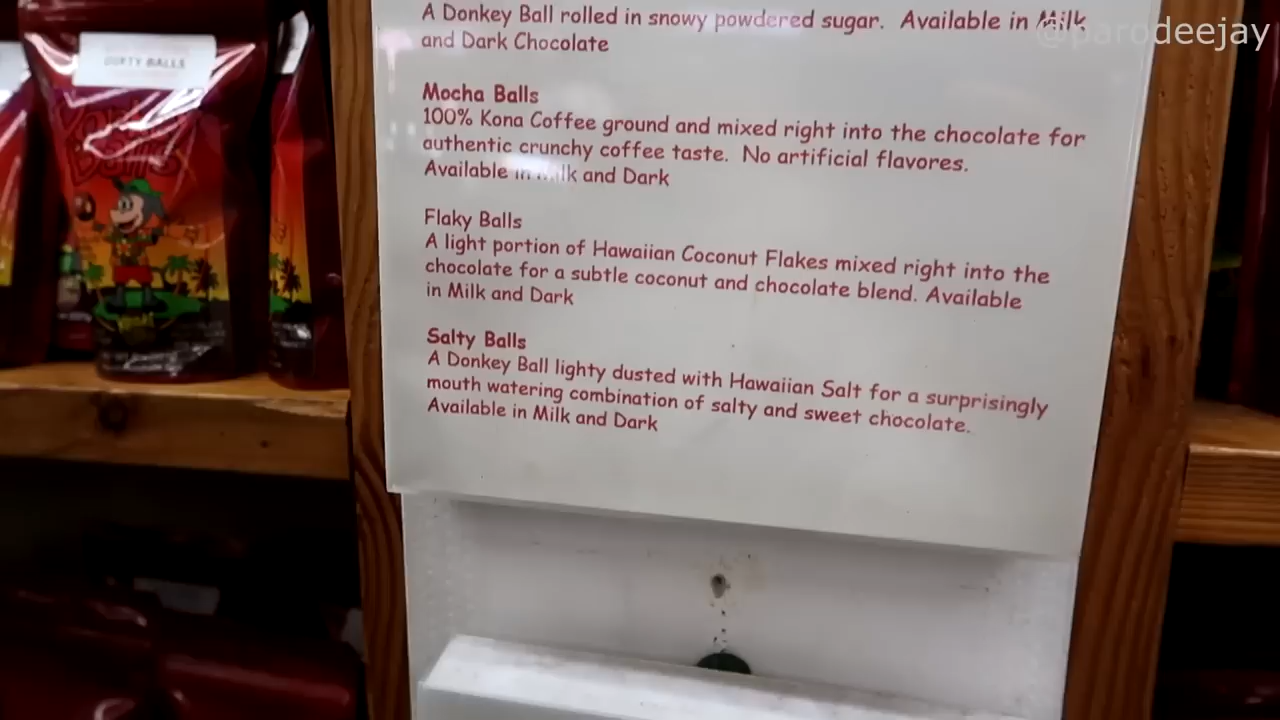 A Donkey Ball rolled in snowy powdered sugar. Available in Milk
and Dark Chocolate
@parodeejay
DIRTY BALLS
Mocha Balls
100% Kona Coffee ground and mixed right into the chocolate for
authentic crunchy coffee taste. No artificial flavores.
Available in Milk and Dark
Flaky Balls
A light portion of Hawaiian Coconut Flakes mixed right into the
chocolate for a subtle coconut and chocolate blend. Available
in Milk and Dark
Salty Balls
A Donkey Ball lighty dusted with Hawaiian Salt for a surprisingly
mouth watering combination of salty and sweet chocolate.
Available in Milk and Dark